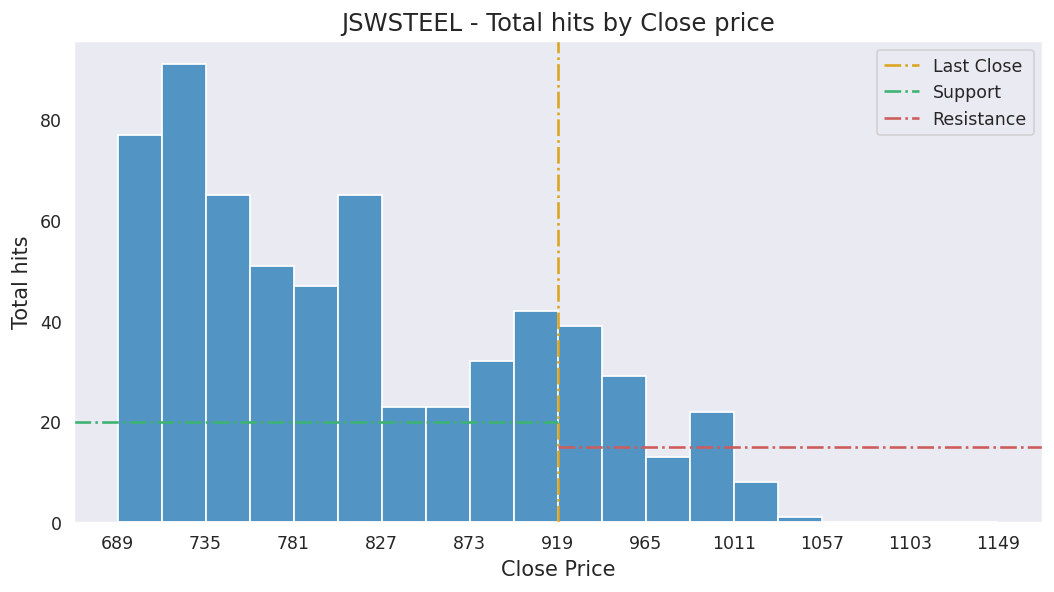 JSWSTEEL - Total hits by Close price
Last Close
Support
Resistance
Total hits
80
60
40
20
0
689 735 781 827 873 919 965 1011 1057 1103 1149
Close Price